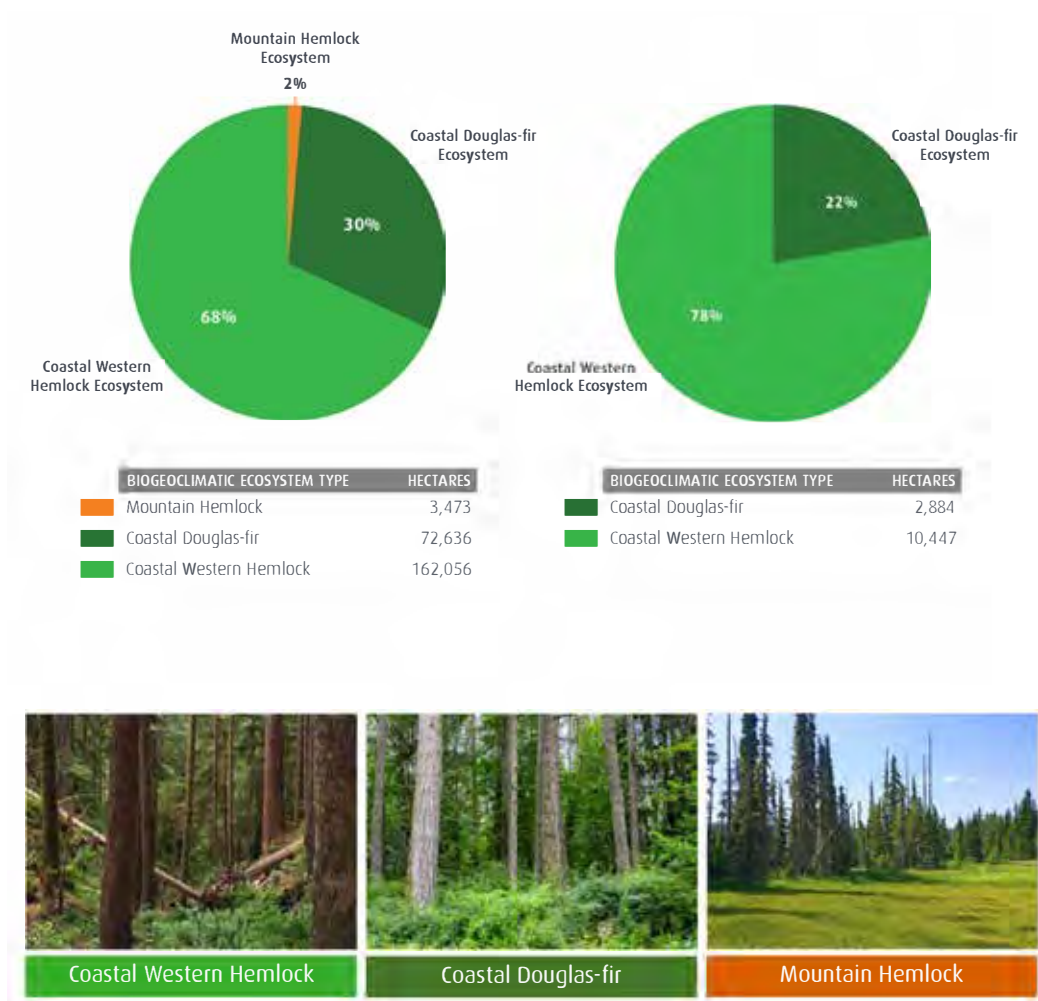 Mountain Hemlock
Ecosystem
2%
Coastal Douglas-fir
Ecosystem
30%
68%
Coastal Western
Hemlock Ecosystem
BIOGEOCLIMATIC ECOSYSTEM TYPE HECTARES
Mountain Hemlock 3,473
Coastal Douglas-fir 72,636
Coastal Western Hemlock 162,056
Coastal Douglas-fir
Ecosystem
22%
78%
Coastal Western
Hemlock Ecosystem
BIOGEOCLIMATIC ECOSYSTEM TYPE HECTARES
Coastal Douglas-fir 2,884
Coastal Western Hemlock 10,447
Coastal Western Hemlock
Coastal Douglas-fir
Mountain Hemlock